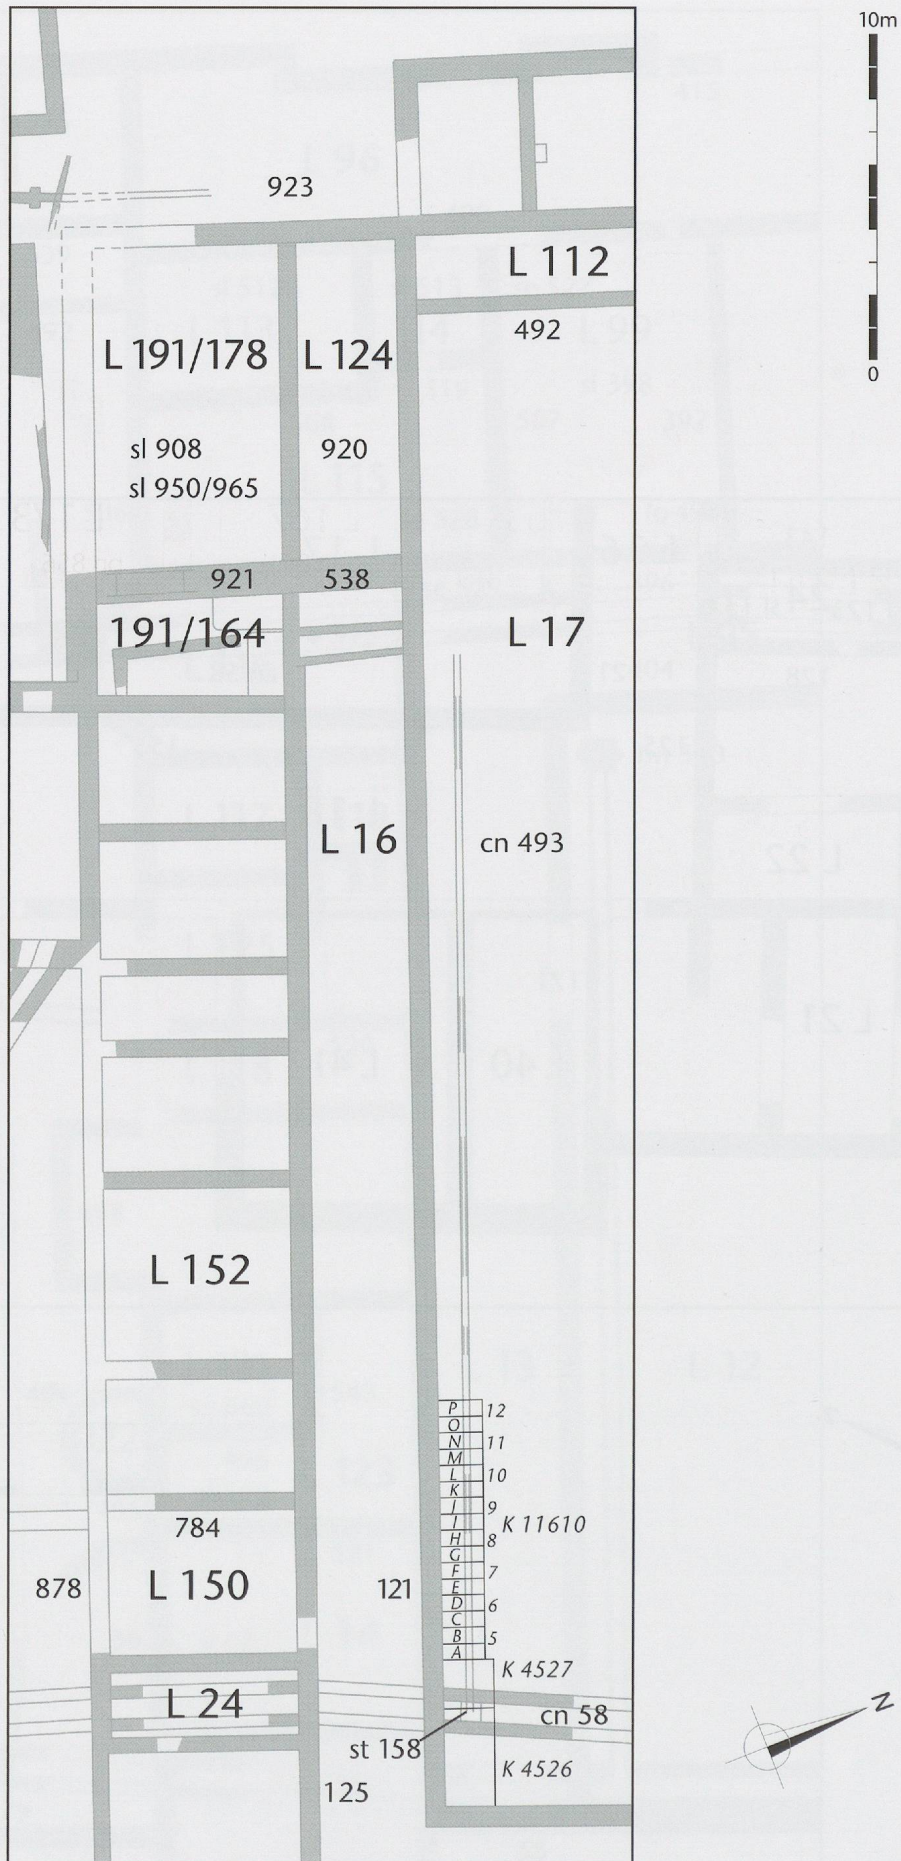 10m
923
L 112
492
L 191/178
L 124
0
sl 908
920
sl 950/965
921
538
191/164
L 17
L 16
cn 493
L 152
P
12
O
N
11
M
L
10
K
J
9
I
K 11610
H
8
784
G
F
7
L 150
878
121
E
D
6
C
B
5
A
K 4527
L 24
cn 58
N
st 158
K 4526
125